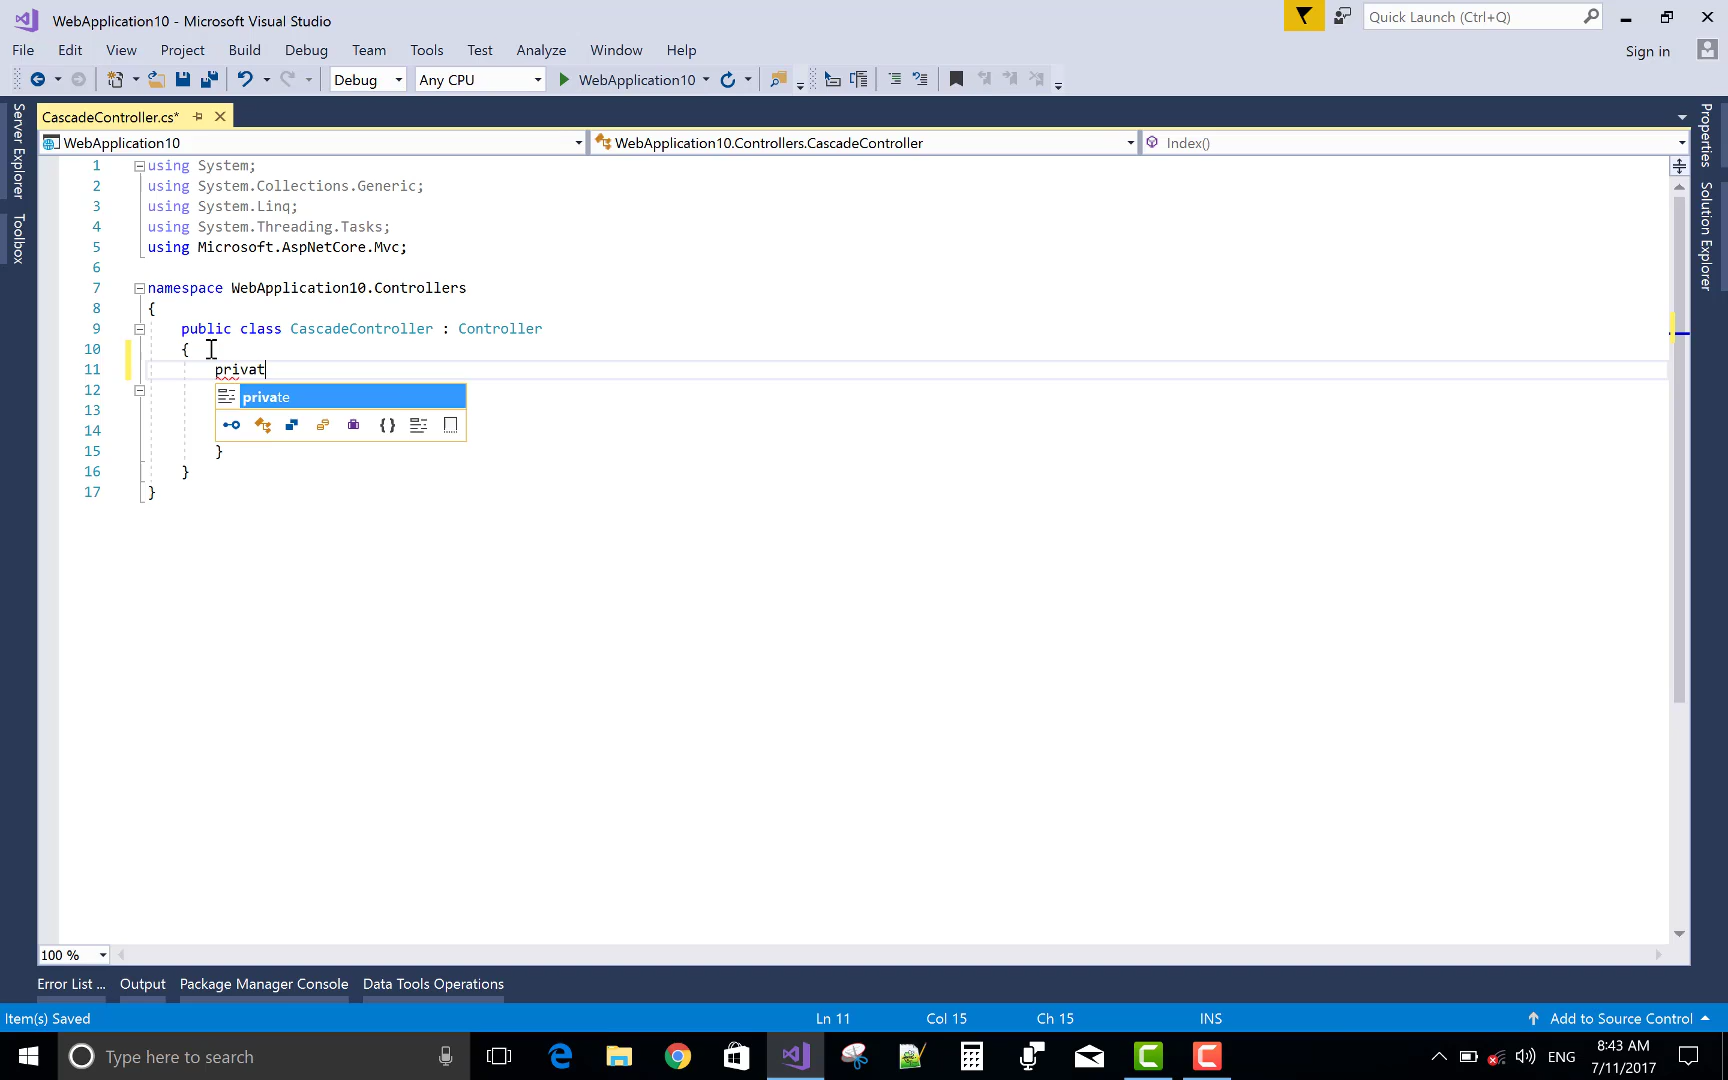 WebApplication10 - Microsoft Visual Studio
Quick Launch (Ctrl+Q)
File Edit View Project Build Debug Team Tools Test Analyze Window Help
Sign in
Debug Any CPU WebApplication10
CascadeController.cs*
WebApplication10 WebApplication10.Controllers.CascadeController Index()
Server Explorer
Toolbox
Properties
Solution Explorer
1 using System;
2 using System.Collections.Generic;
3 using System.Linq;
4 using System.Threading.Tasks;
5 using Microsoft.AspNetCore.Mvc;
6
7 namespace WebApplication10.Controllers
8 {
9 public class CascadeController : Controller
10 {
11 privat
private
12
13
14
15 }
16 }
17 }
100 %
Error List ... Output Package Manager Console Data Tools Operations
Item(s) Saved Ln 11 Col 15 Ch 15 INS Add to Source Control
Type here to search
ENG
8:43 AM
7/11/2017